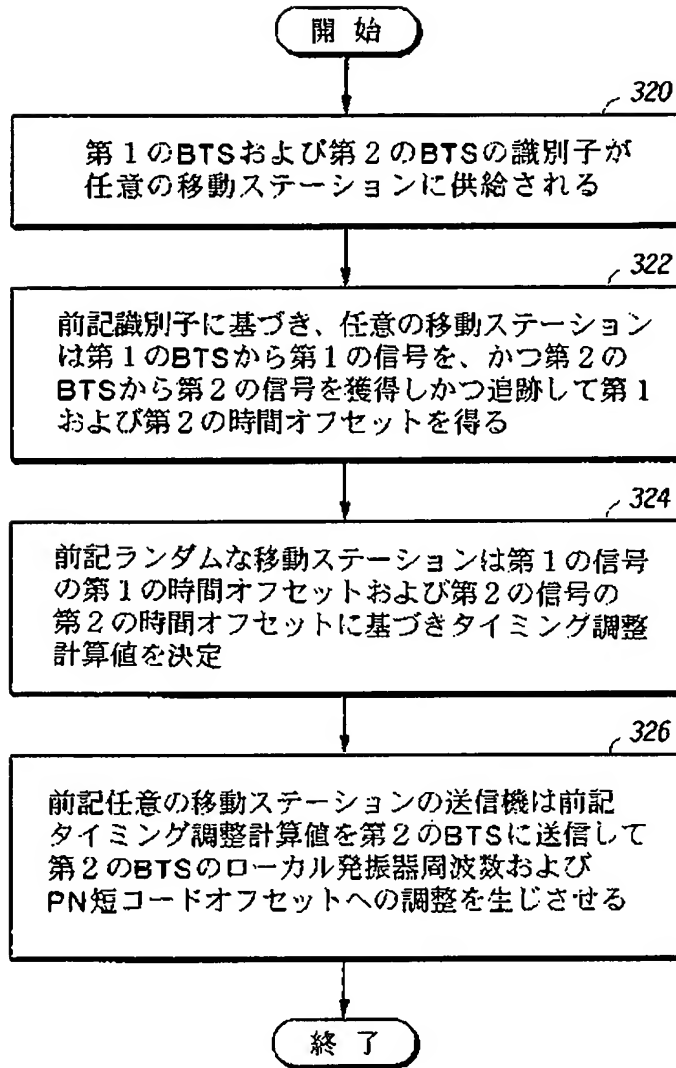 開始
320
第1のBTSおよび第2のBTSの識別子が
任意の移動ステーションに供給される
322
前記識別子に基づき、任意の移動ステーション
は第1のBTSから第1の信号を、かつ第2の
BTSから第2の信号を獲得しかつ追跡して第1
および第2の時間オフセットを得る
324
前記ランダムな移動ステーションは第1の信号
の第1の時間オフセットおよび第2の信号の
第2の時間オフセットに基づきタイミング調整
計算値を決定
326
前記任意の移動ステーションの送信機は前記
タイミング調整計算値を第2のBTSに送信して
第2のBTSのローカル発振器周波数および
PN短コードオフセットへの調整を生じさせる
終了